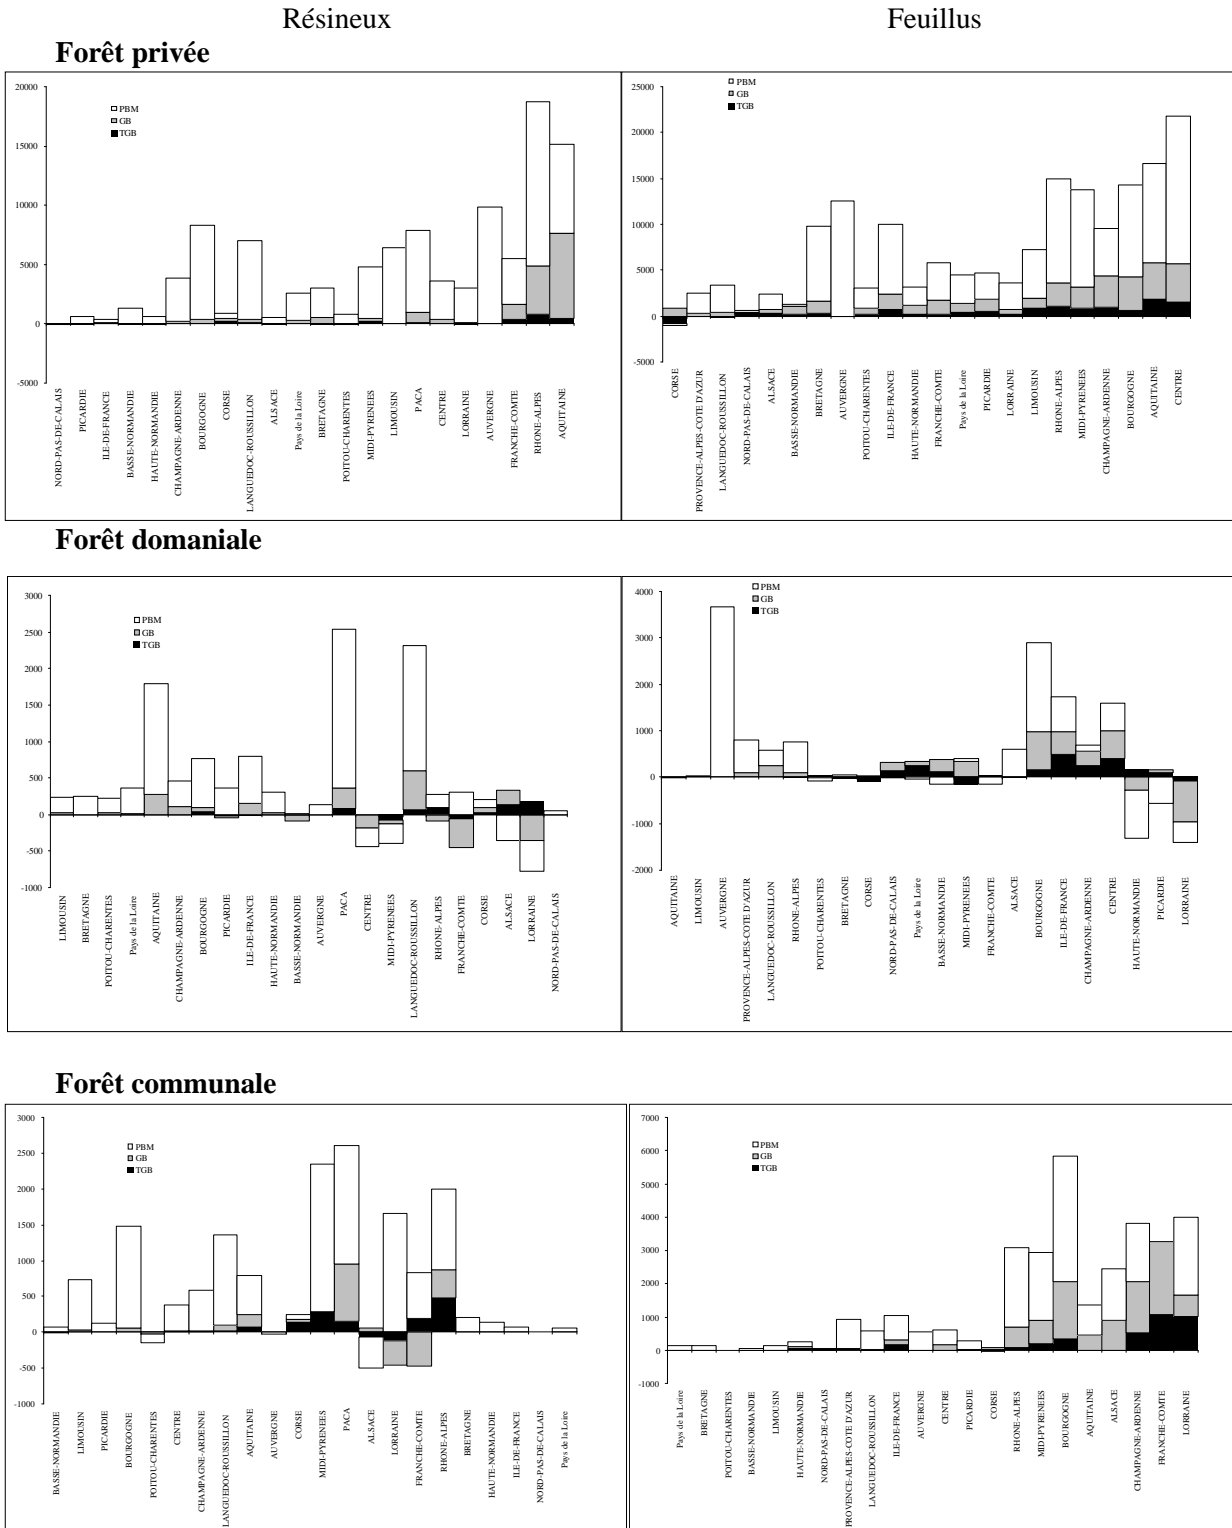 Résineux
Feuillus
Forêt privée
20000
15000
10000
5000
0
-5000
PBM
GB
TGB
NORD-PAS-DE-CALAIS
PICARDIE
ILE-DE-FRANCE
BASSE-NORMANDIE
HAUTE-NORMANDIE
CHAMPAGNE-ARDENNE
BOURGOGNE
CORSE
LANGUEDOC-ROUSSILLON
ALSACE
Pays de la Loire
BRETAGNE
POITOU-CHARENTES
MIDI-PYRENEES
LIMOUSIN
PACA
CENTRE
LORRAINE
AUVERGNE
FRANCHE-COMTE
RHONE-ALPES
AQUITAINE
25000
20000
15000
10000
5000
0
-5000
PBM
GB
TGB
CORSE
PROVENCE-ALPES-COTE D'AZUR
LANGUEDOC-ROUSSILLON
NORD-PAS-DE-CALAIS
ALSACE
BASSE-NORMANDIE
BRETAGNE
AUVERGNE
POITOU-CHARENTES
ILE-DE-FRANCE
HAUTE-NORMANDIE
FRANCHE-COMTE
Pays de la Loire
PICARDIE
LORRAINE
LIMOUSIN
RHONE-ALPES
MIDI-PYRENEES
CHAMPAGNE-ARDENNE
BOURGOGNE
AQUITAINE
CENTRE
Forêt domaniale
3000
2500
2000
1500
1000
500
0
-500
-1000
PBM
GB
TGB
LIMOUSIN
BRETAGNE
POITOU-CHARENTES
Pays de la Loire
AQUITAINE
CHAMPAGNE-ARDENNE
BOURGOGNE
PICARDIE
ILE-DE-FRANCE
HAUTE-NORMANDIE
BASSE-NORMANDIE
AUVERGNE
PACA
CENTRE
MIDI-PYRENEES
LANGUEDOC-ROUSSILLON
RHONE-ALPES
FRANCHE-COMTE
CORSE
ALSACE
LORRAINE
NORD-PAS-DE-CALAIS
4000
3000
2000
1000
0
-1000
-2000
PBM
GB
TGB
AQUITAINE
LIMOUSIN
AUVERGNE
PROVENCE-ALPES-COTE D'AZUR
LANGUEDOC-ROUSSILLON
RHONE-ALPES
POITOU-CHARENTES
BRETAGNE
CORSE
NORD-PAS-DE-CALAIS
Pays de la Loire
BASSE-NORMANDIE
MIDI-PYRENEES
FRANCHE-COMTE
ALSACE
BOURGOGNE
ILE-DE-FRANCE
CHAMPAGNE-ARDENNE
CENTRE
HAUTE-NORMANDIE
PICARDIE
LORRAINE
Forêt communale
3000
2500
2000
1500
1000
500
0
-500
-1000
PBM
GB
TGB
BASSE-NORMANDIE
LIMOUSIN
PICARDIE
BOURGOGNE
POITOU-CHARENTES
CENTRE
CHAMPAGNE-ARDENNE
LANGUEDOC-ROUSSILLON
AQUITAINE
AUVERGNE
CORSE
MIDI-PYRENEES
PACA
ALSACE
LORRAINE
FRANCHE-COMTE
RHONE-ALPES
BRETAGNE
HAUTE-NORMANDIE
ILE-DE-FRANCE
NORD-PAS-DE-CALAIS
Pays de la Loire
7000
6000
5000
4000
3000
2000
1000
0
-1000
PBM
GB
TGB
Pays de la Loire
BRETAGNE
POITOU-CHARENTES
BASSE-NORMANDIE
LIMOUSIN
HAUTE-NORMANDIE
NORD-PAS-DE-CALAIS
PROVENCE-ALPES-COTE D'AZUR
LANGUEDOC-ROUSSILLON
ILE-DE-FRANCE
AUVERGNE
CENTRE
PICARDIE
CORSE
RHONE-ALPES
MIDI-PYRENEES
BOURGOGNE
AQUITAINE
ALSACE
CHAMPAGNE-ARDENNE
FRANCHE-COMTE
LORRAINE